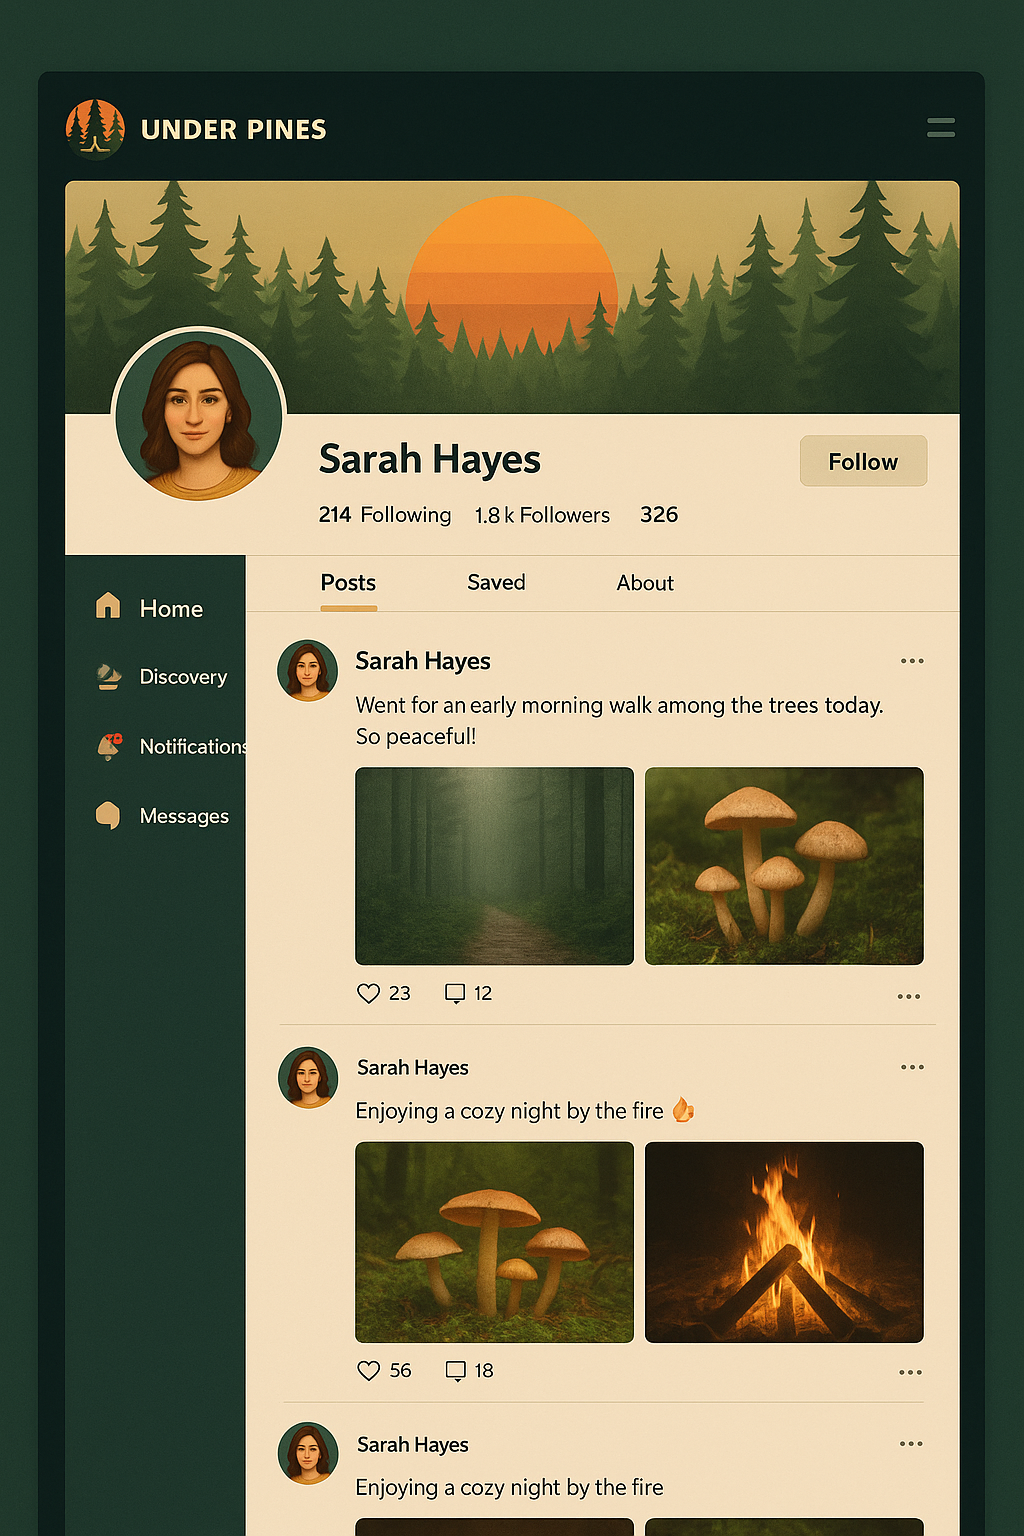 UNDER PINES
Sarah Hayes
Follow
214 Following 1.8 k Followers 326
Home
Discovery
Notifications
Messages
Posts Saved About
Sarah Hayes
Went for an early morning walk among the trees today.
So peaceful!
23 12
Sarah Hayes
Enjoying a cozy night by the fire
56 18
Sarah Hayes
Enjoying a cozy night by the fire